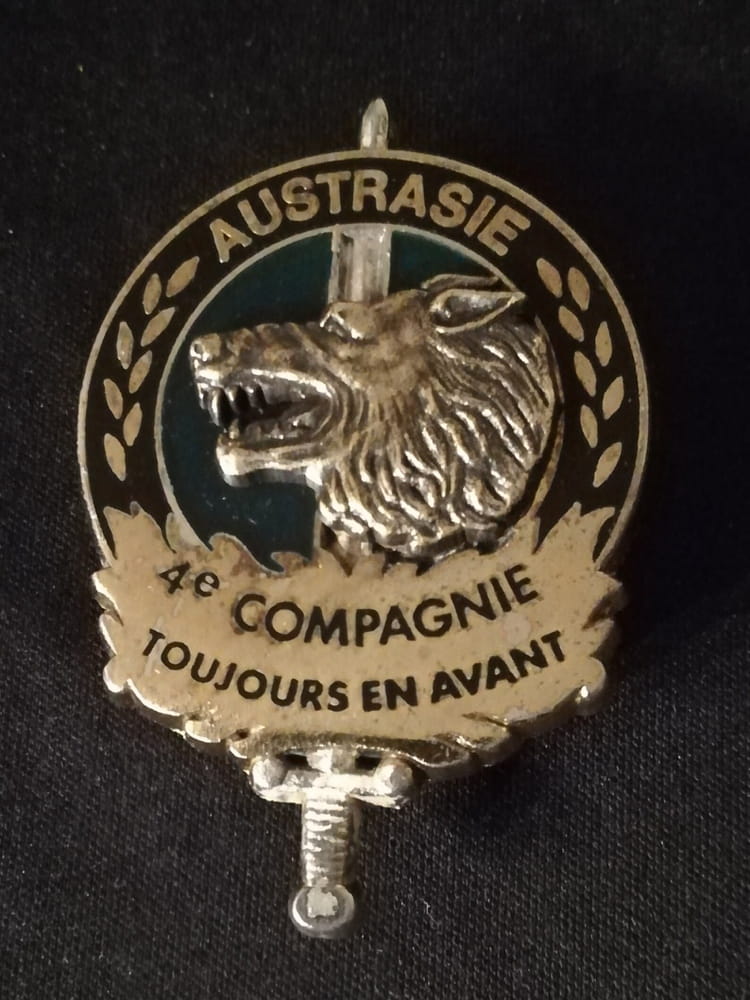 AUSTRASIE
4e COMPAGNIE
TOUJOURS EN AVANT